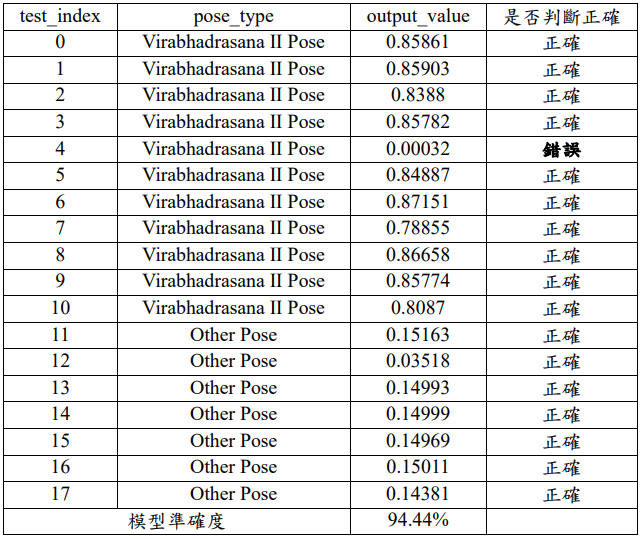 test_index pose_type output_value 是否判斷正確
0 Virabhadrasana II Pose 0.85861 正確
1 Virabhadrasana II Pose 0.85903 正確
2 Virabhadrasana II Pose 0.8388 正確
3 Virabhadrasana II Pose 0.85782 正確
4 Virabhadrasana II Pose 0.00032 錯誤
5 Virabhadrasana II Pose 0.84887 正確
6 Virabhadrasana II Pose 0.87151 正確
7 Virabhadrasana II Pose 0.78855 正確
8 Virabhadrasana II Pose 0.86658 正確
9 Virabhadrasana II Pose 0.85774 正確
10 Virabhadrasana II Pose 0.8087 正確
11 Other Pose 0.15163 正確
12 Other Pose 0.03518 正確
13 Other Pose 0.14993 正確
14 Other Pose 0.14999 正確
15 Other Pose 0.14969 正確
16 Other Pose 0.15011 正確
17 Other Pose 0.14381 正確
模型準確度 94.44%